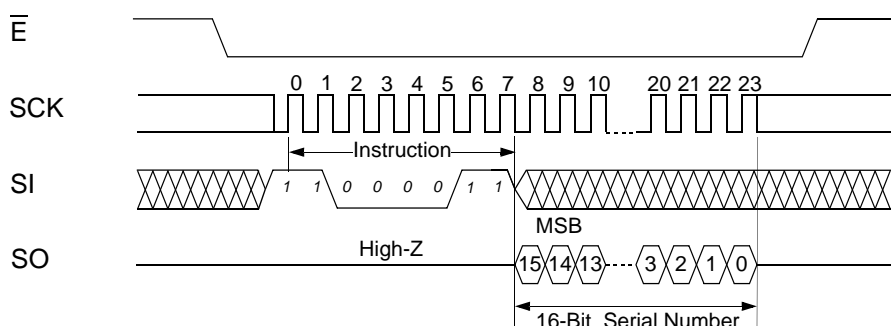 E
0 1 2 3 4 5 6 7 8 9 10 20 21 22 23
SCK
Instruction
SI 1 1 0 0 0 0 1 1
MSB
High-Z
SO 15 14 13 3 2 1 0
16-Bit Serial Number